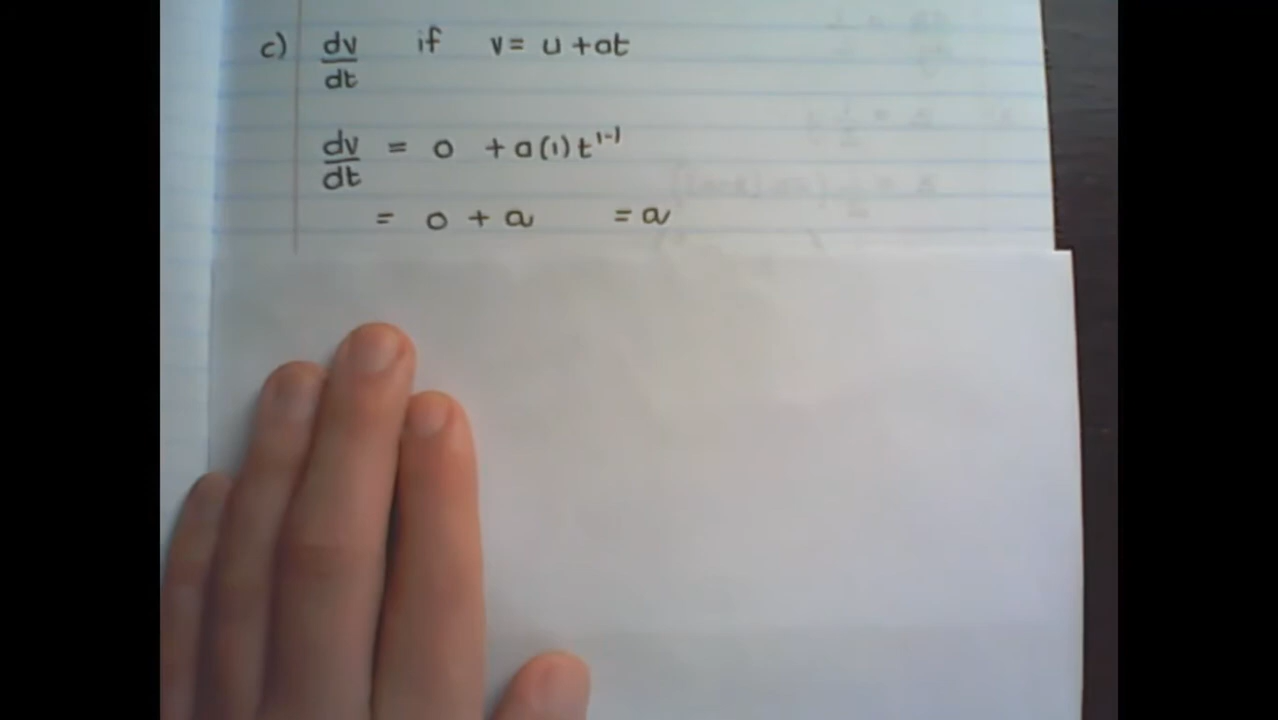 c) dv/dt if v = u + at
dv/dt = 0 + a(1)t^1-1
= 0 + a = a